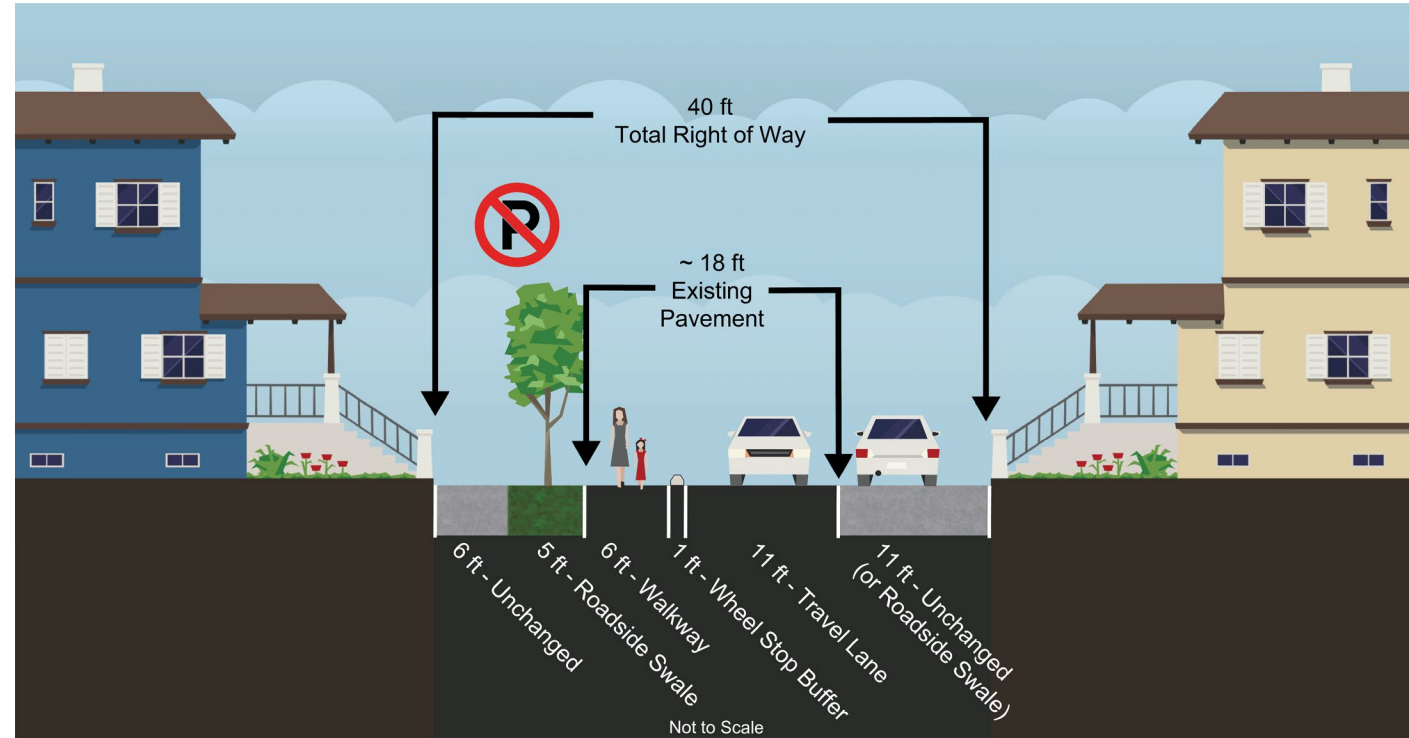 40 ft
Total Right of Way
P
~ 18 ft
Existing
Pavement
6 ft - Unchanged
5 ft - Roadside Swale
6 ft - Walkway
1 ft - Wheel Stop Buffer
11 ft - Travel Lane
11 ft - Unchanged
(or Roadside Swale)
Not to Scale